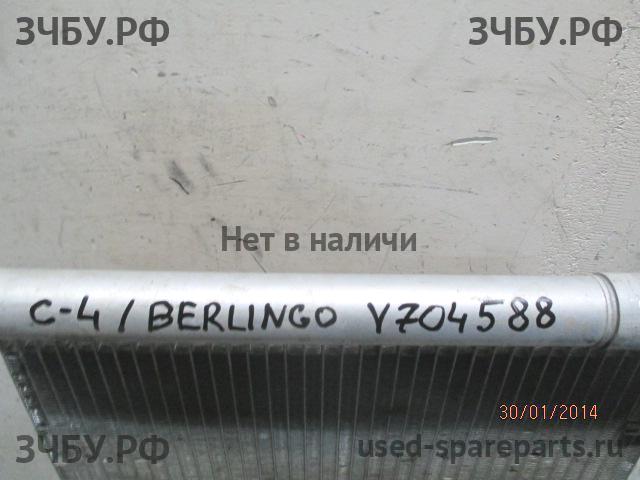 ЗЧБУ.РФ ЗЧБУ.РФ
Нет в наличи
C-4 / BERLINGO Y704588
30/01/2014
ЗЧБУ.РФ used-spareparts.ru